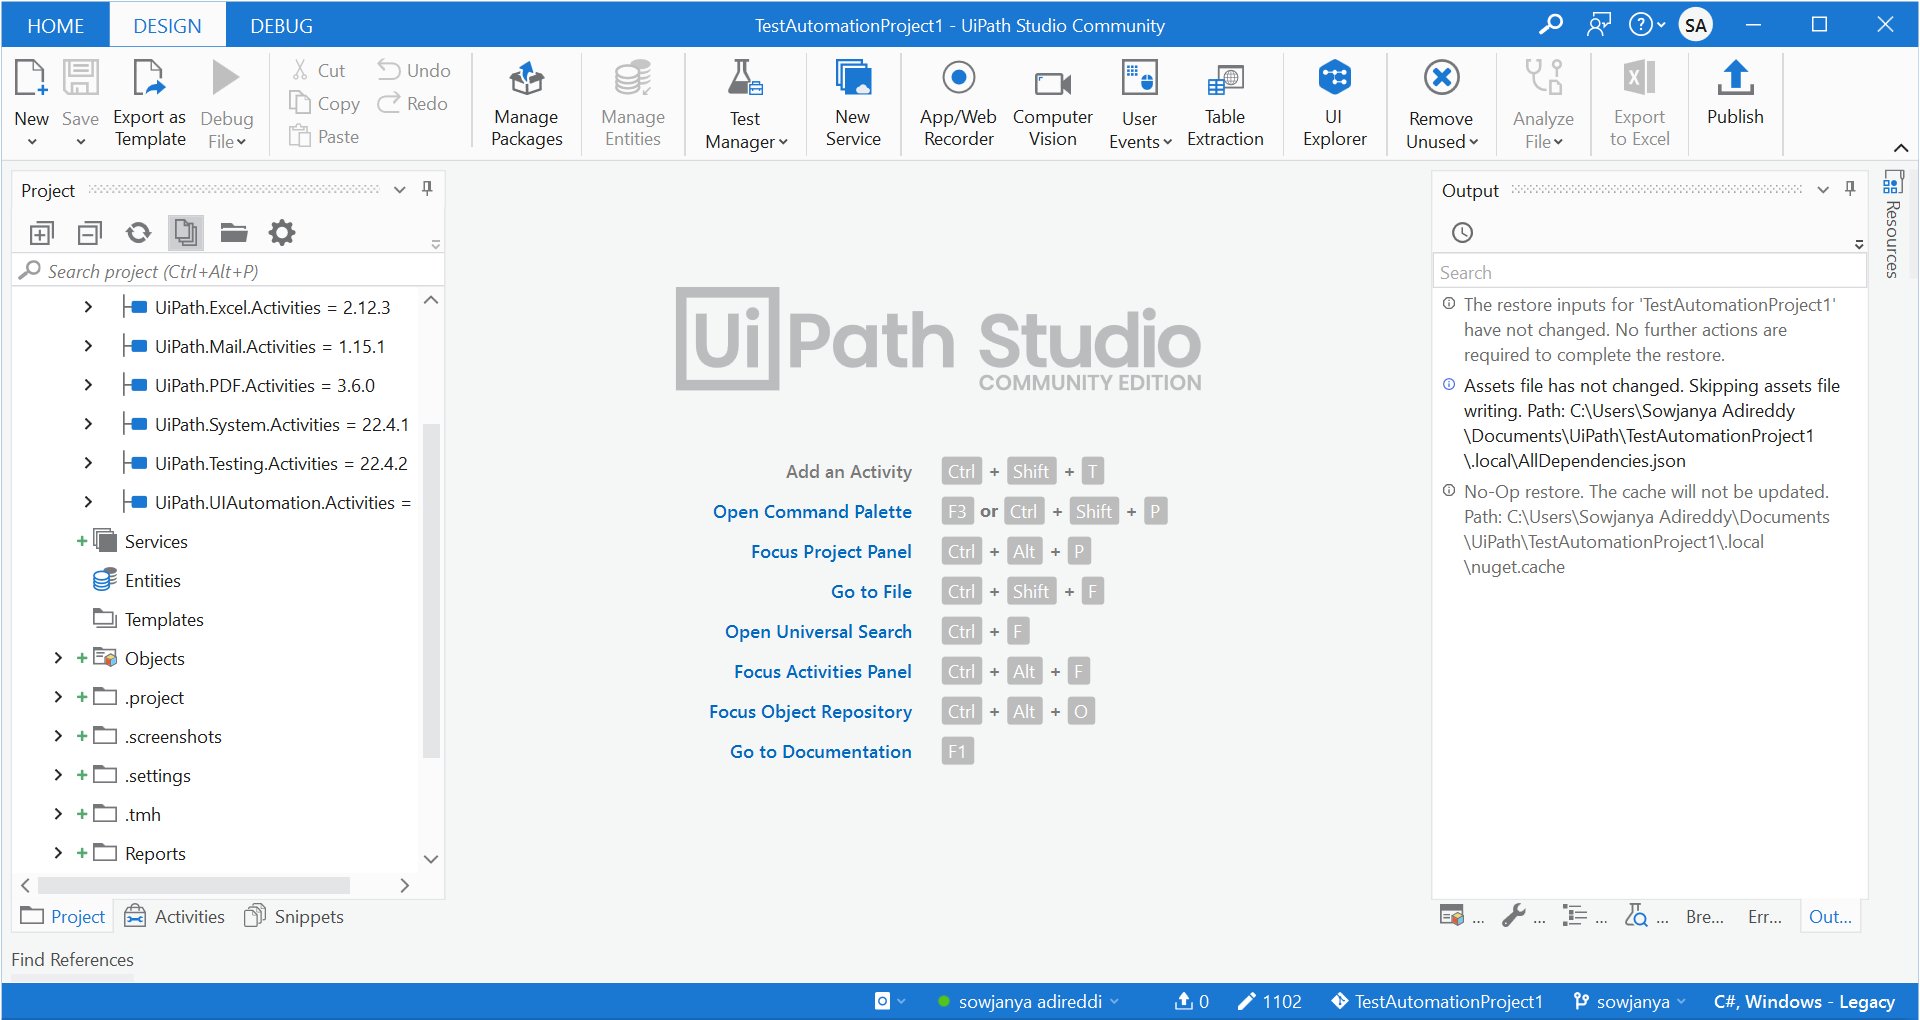 HOME DESIGN DEBUG TestAutomationProject1 - UiPath Studio Community SA
New
Save
Export as
Template
Debug
File
Cut
Copy
Paste
Undo
Redo
Manage
Packages
Manage
Entities
Test
Manager
New
Service
App/Web
Recorder
Computer
Vision
User
Events
Table
Extraction
UI
Explorer
Remove
Unused
Analyze
File
Export
to Excel
Publish
Project
Search project (Ctrl+Alt+P)
UiPath.Excel.Activities = 2.12.3
UiPath.Mail.Activities = 1.15.1
UiPath.PDF.Activities = 3.6.0
UiPath.System.Activities = 22.4.1
UiPath.Testing.Activities = 22.4.2
UiPath.UIAutomation.Activities =
Services
Entities
Templates
Objects
.project
.screenshots
.settings
.tmh
Reports
Project Activities Snippets
Find References
UiPath Studio
COMMUNITY EDITION
Add an Activity Ctrl + Shift + T
Open Command Palette F3 or Ctrl + Shift + P
Focus Project Panel Ctrl + Alt + P
Go to File Ctrl + Shift + F
Open Universal Search Ctrl + F
Focus Activities Panel Ctrl + Alt + F
Focus Object Repository Ctrl + Alt + O
Go to Documentation F1
Output
Search
The restore inputs for 'TestAutomationProject1'
have not changed. No further actions are
required to complete the restore.
Assets file has not changed. Skipping assets file
writing. Path: C:\Users\Sowjanya Adireddy
\Documents\UiPath\TestAutomationProject1
\.local\AllDependencies.json
No-Op restore. The cache will not be updated.
Path: C:\Users\Sowjanya Adireddy\Documents
\UiPath\TestAutomationProject1\.local
\nuget.cache
... ... ... ... Bre... Err... Out...
Resources
sowjanya adireddi 0 1102 TestAutomationProject1 sowjanya C#, Windows - Legacy